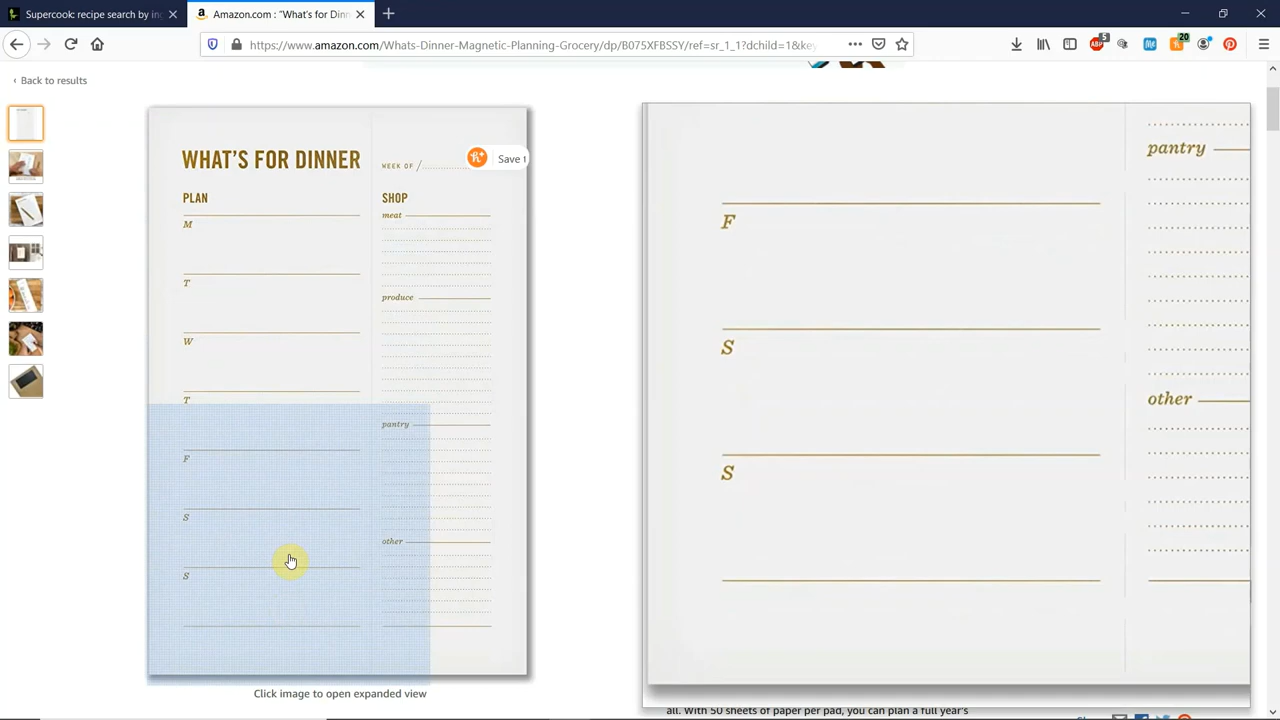 Supercook: recipe search by in
Amazon.com : "What's for Dinn
https://www.amazon.com/Whats-Dinner-Magnetic-Planning-Grocery/dp/B075XFBSSY/ref=sr_1_1?dchild=1&key
5
20
Back to results
WHAT'S FOR DINNER
WEEK OF /
Save t
PLAN
M
T
W
T
F
S
S
SHOP
meat
produce
pantry
other
Click image to open expanded view
F
S
S
pantry
other
all. With 50 sheets of paper per pad, you can plan a full year's